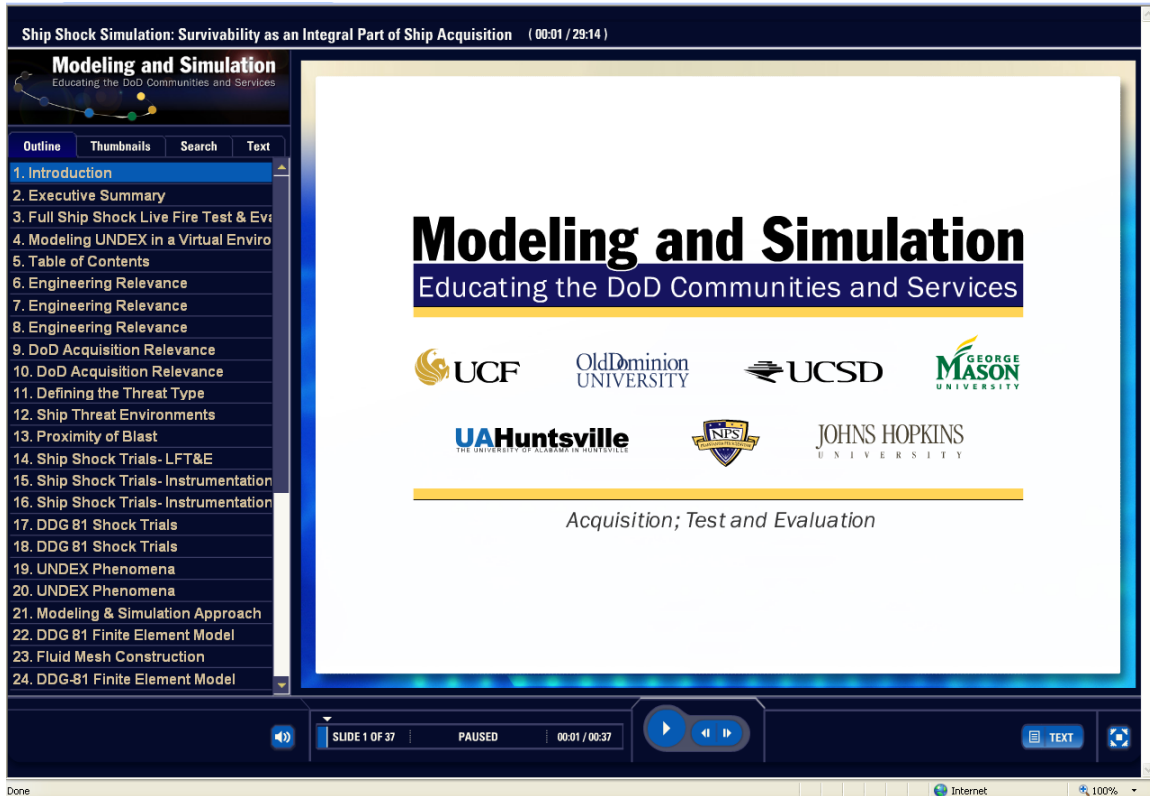 Ship Shock Simulation: Survivability as an Integral Part of Ship Acquisition ( 00:01 / 29:14 )
Modeling and Simulation
Educating the DoD Communities and Services
Outline Thumbnails Search Text
1. Introduction
2. Executive Summary
3. Full Ship Shock Live Fire Test & Eva
4. Modeling UNDEX in a Virtual Enviro
5. Table of Contents
6. Engineering Relevance
7. Engineering Relevance
8. Engineering Relevance
9. DoD Acquisition Relevance
10. DoD Acquisition Relevance
11. Defining the Threat Type
12. Ship Threat Environments
13. Proximity of Blast
14. Ship Shock Trials- LFT&E
15. Ship Shock Trials- Instrumentation
16. Ship Shock Trials- Instrumentation
17. DDG 81 Shock Trials
18. DDG 81 Shock Trials
19. UNDEX Phenomena
20. UNDEX Phenomena
21. Modeling & Simulation Approach
22. DDG 81 Finite Element Model
23. Fluid Mesh Construction
24. DDG-81 Finite Element Model
Modeling and Simulation
Educating the DoD Communities and Services
UCF
OldDominion
UNIVERSITY
UCSD
GEORGE
MASON
UNIVERSITY
UAHuntsville
THE UNIVERSITY OF ALABAMA IN HUNTSVILLE
NPS
JOHNS HOPKINS
UNIVERSITY
Acquisition; Test and Evaluation
SLIDE 1 OF 37 PAUSED 00:01 / 00:37
TEXT
Done Internet 100%